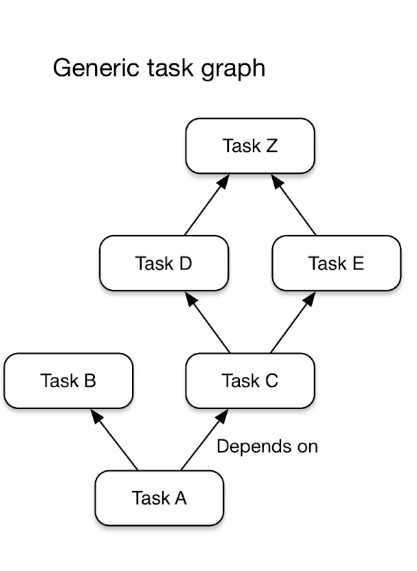 Generic task graph
Task Z
Task D
Task E
Task B
Task C
Depends on
Task A